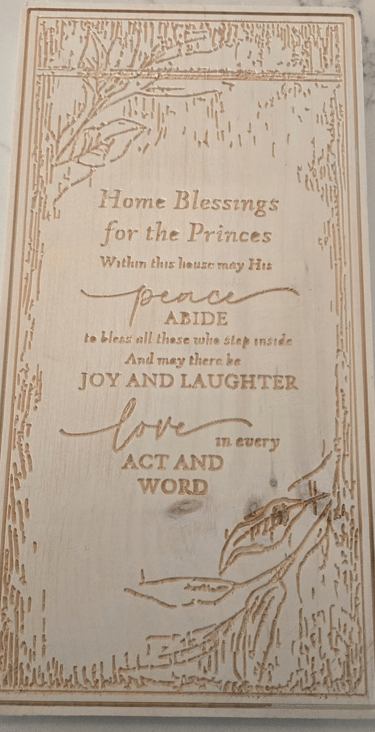 Home Blessings
for the Princes
Within this house may His
peace
ABIDE
to bless all those who step inside
And may there be
JOY AND LAUGHTER
love
in every
ACT AND
WORD